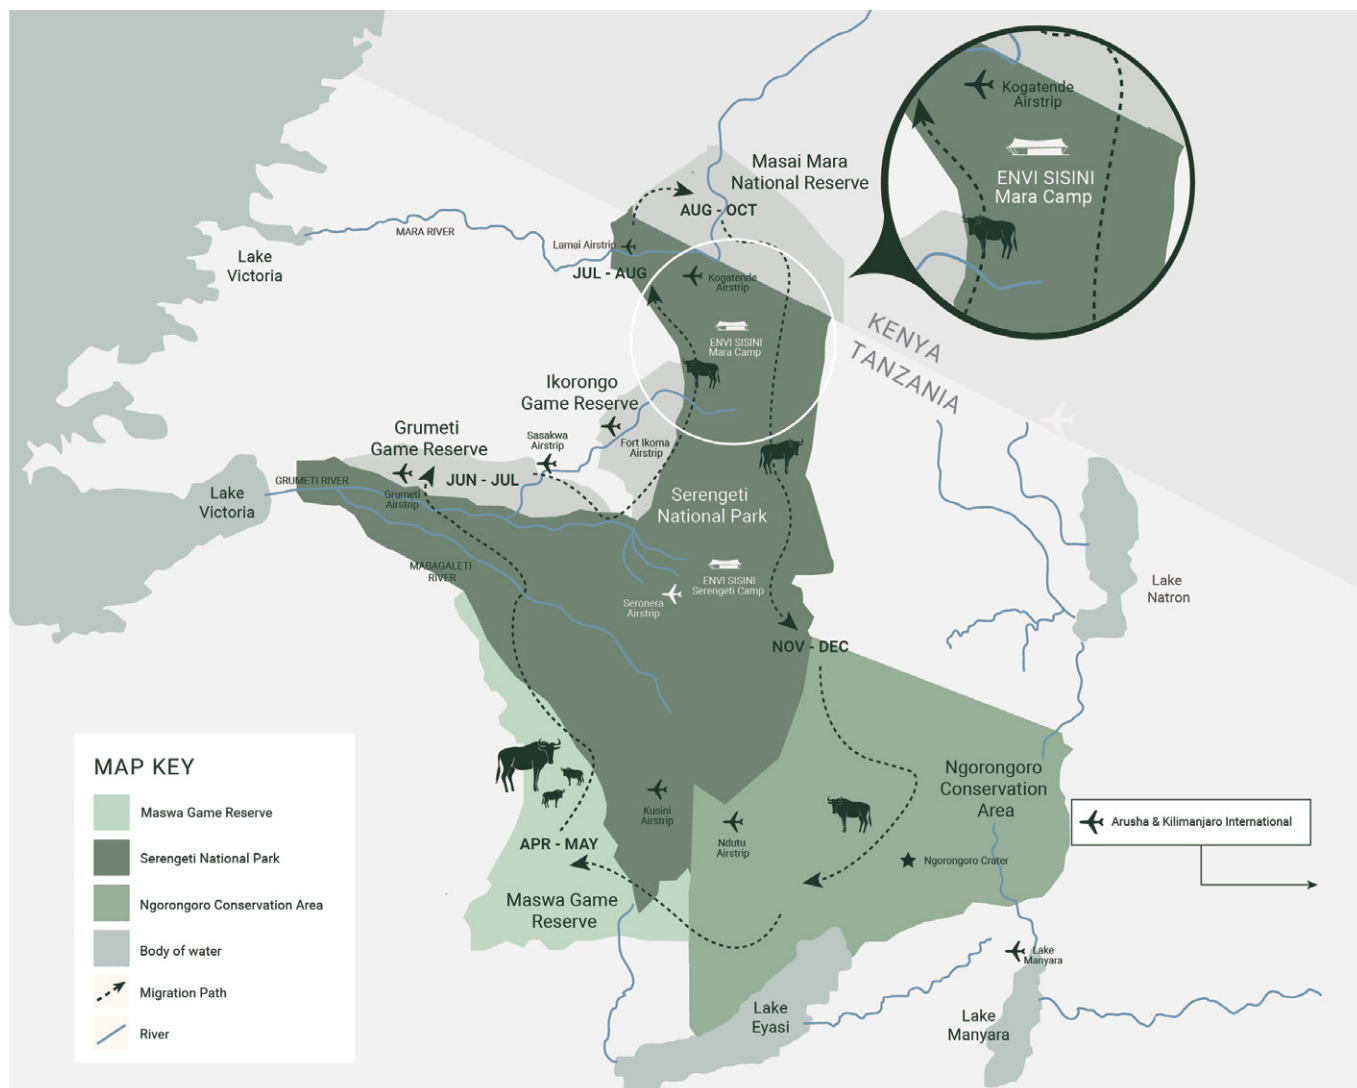 Kogatende
Airstrip
ENVI SISINI
Mara Camp
Masai Mara
National Reserve
AUG - OCT
MARA RIVER
Lamai Airstrip
Lake
Victoria
JUL - AUG
Kogatende
Airstrip
ENVI SISINI
Mara Camp
KENYA
TANZANIA
Ikorongo
Game Reserve
Grumeti
Game Reserve
Sasakwa
Airstrip
Fort Ikoma
Airstrip
JUN - JUL
GRUMETI RIVER
Grumeti
Airstrip
Lake
Victoria
Serengeti
National Park
MABAGALETI
RIVER
ENVI SISINI
Serengeti Camp
Seronera
Airstrip
Lake
Natron
NOV - DEC
MAP KEY
Maswa Game Reserve
Serengeti National Park
Ngorongoro Conservation Area
Body of water
Migration Path
River
Kusini
Airstrip
Ndutu
Airstrip
Ngorongoro
Conservation
Area
Arusha & Kilimanjaro International
APR - MAY
Ngorongoro Crater
Maswa Game
Reserve
Lake
Manyara
Lake
Eyasi
Lake
Manyara